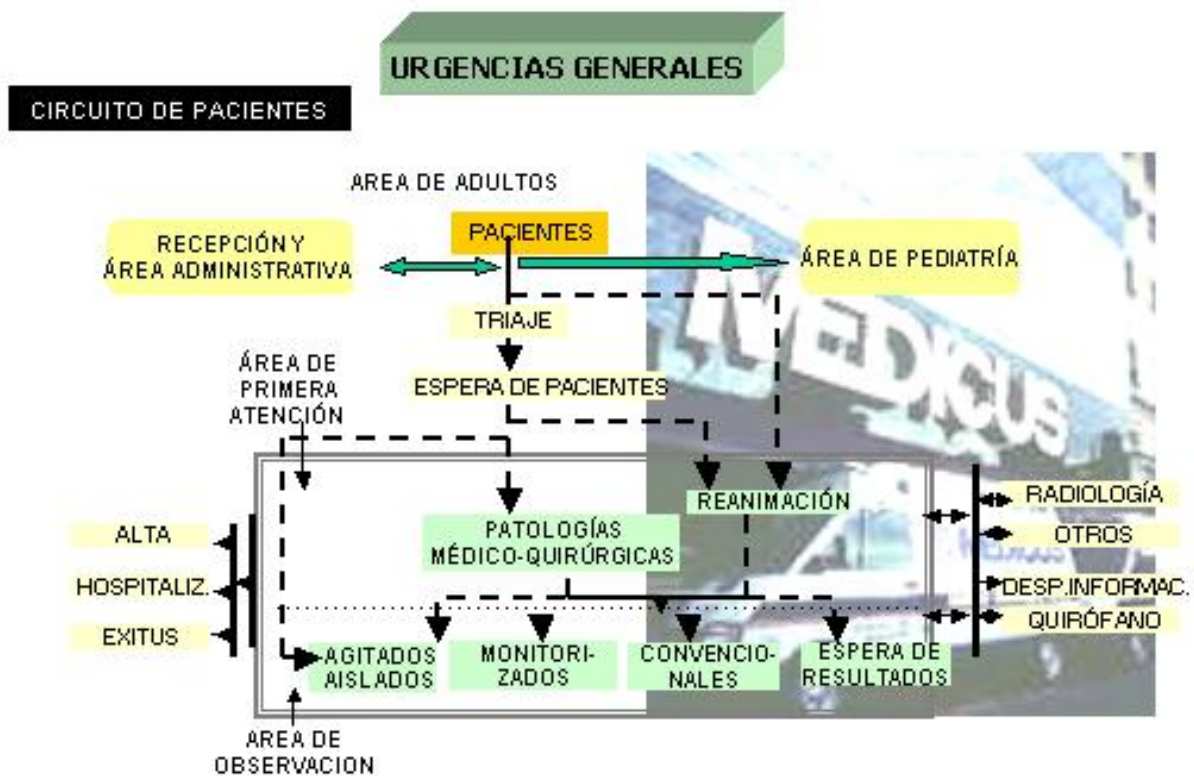 URGENCIAS GENERALES
CIRCUITO DE PACIENTES
AREA DE ADULTOS
PACIENTES
RECEPCIÓN Y
ÁREA ADMINISTRATIVA
ÁREA DE PEDIATRÍA
TRIAJE
ÁREA DE
PRIMERA
ATENCIÓN
ESPERA DE PACIENTES
MEDICUS
REANIMACIÓN
RADIOLOGÍA
ALTA
PATOLOGÍAS
MÉDICO-QUIRÚRGICAS
OTROS
HOSPITALIZ.
DESP.INFORMAC.
EXITUS
QUIRÓFANO
AGITADOS
AISLADOS
MONITORI-
ZADOS
CONVENCIO-
NALES
ESPERA DE
RESULTADOS
AREA DE
OBSERVACION